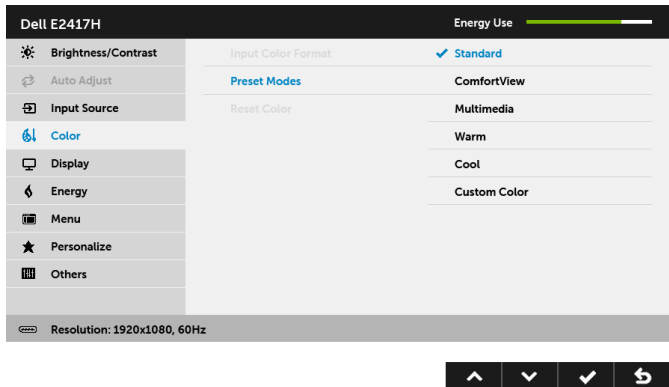 Dell E2417H Energy Use
Brightness/Contrast Input Color Format Standard
Auto Adjust Preset Modes ComfortView
Input Source Reset Color Multimedia
Color Warm
Display Cool
Energy Custom Color
Menu
Personalize
Others
Resolution: 1920x1080, 60Hz